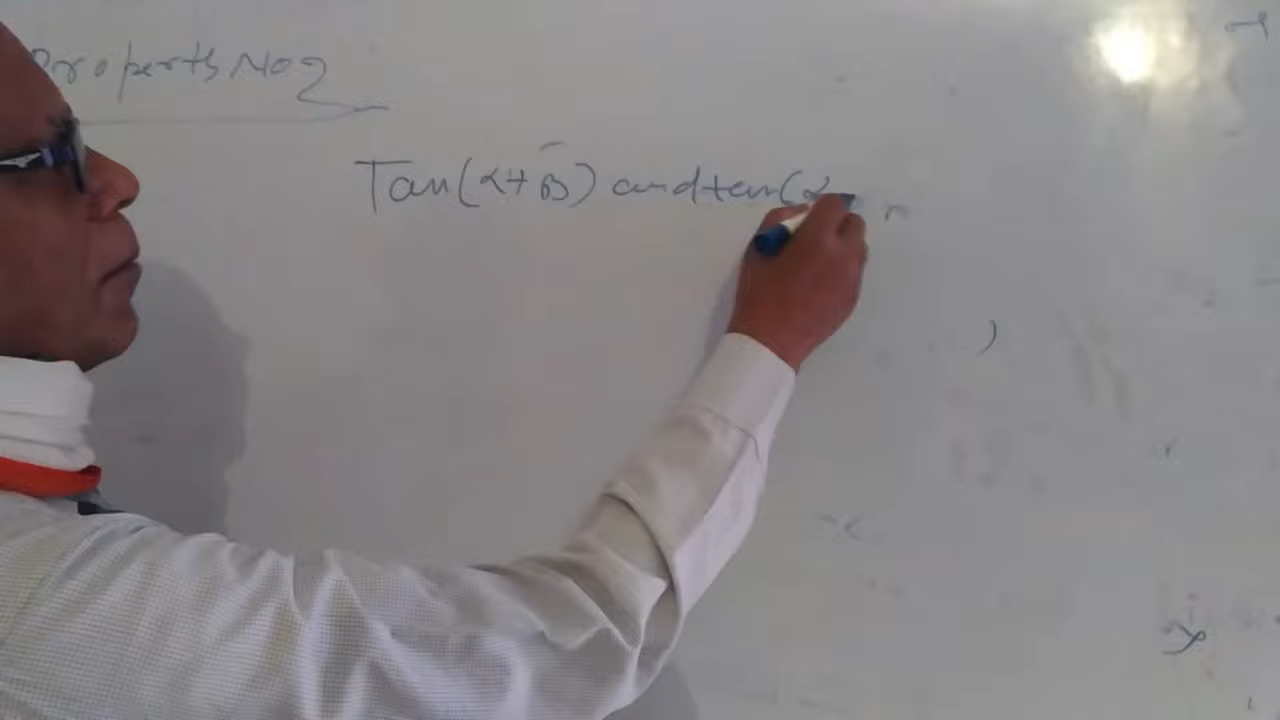 Property No 2
Tan(α+β) and tan(α